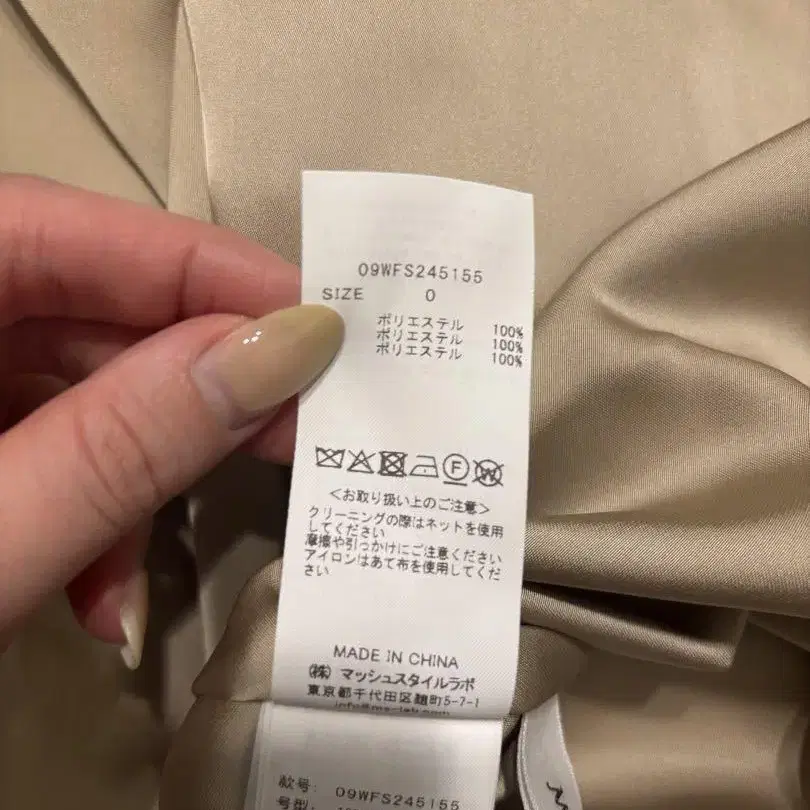 09WFS245155
SIZE 0
ポリエステル 100%
ポリエステル 100%
ポリエステル 100%
F W
<お取り扱い上のご注意>
クリーニングの際はネットを使用
してください
摩擦や引っかけにご注意ください
アイロンはあて布を使用してくだ
さい
MADE IN CHINA
(株) マッシュスタイルラボ
東京都千代田区麹町5-7-1
款号: 09WFS245155
号型: